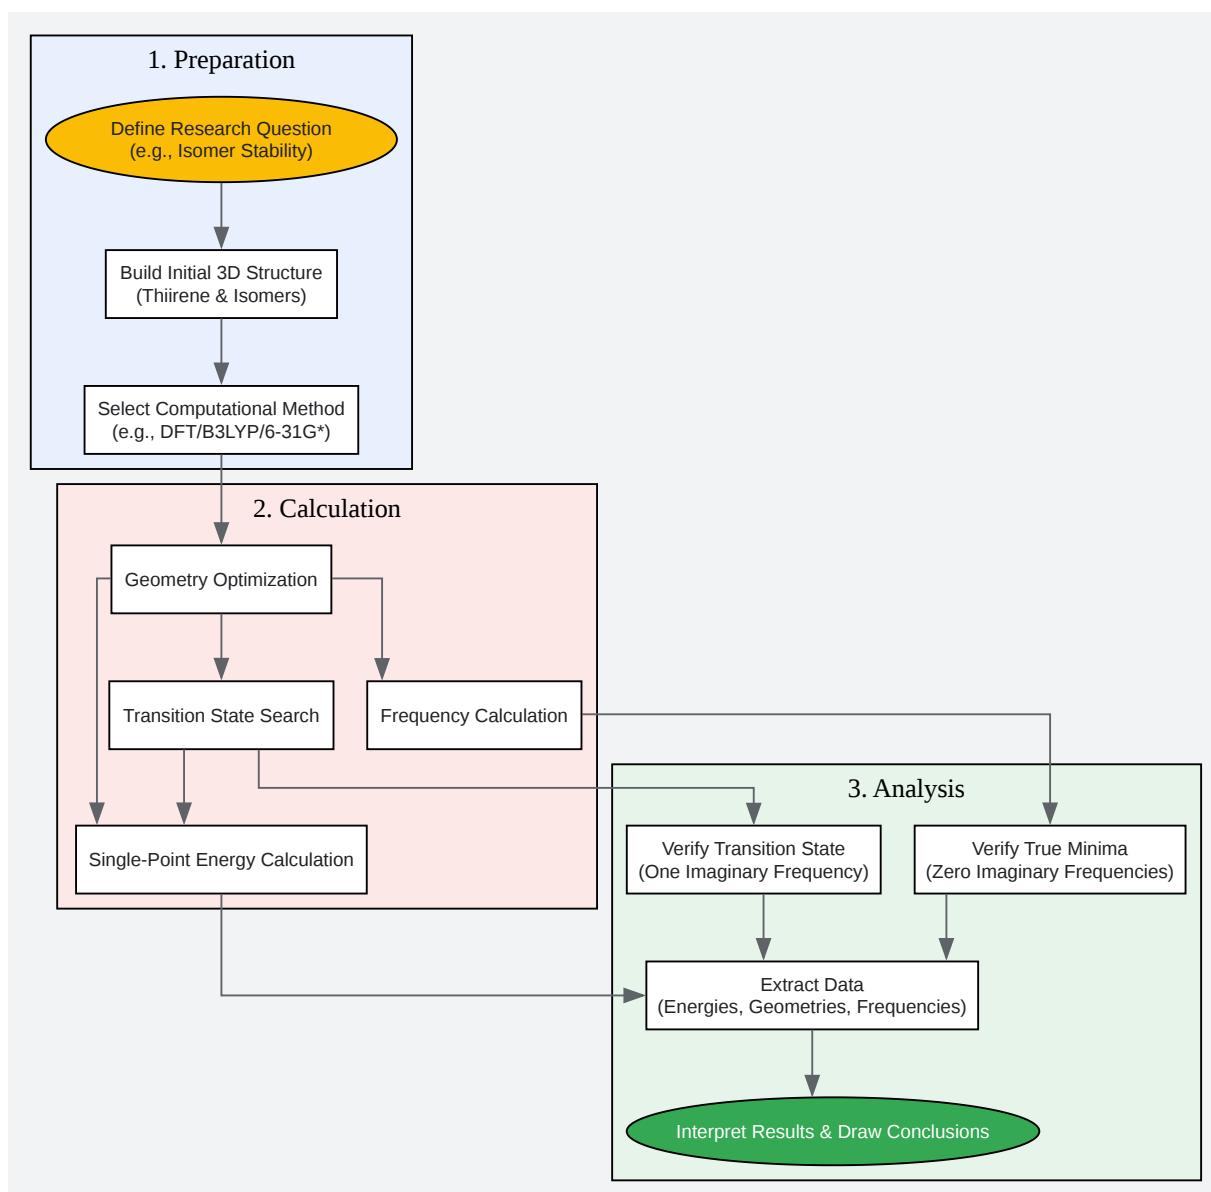 1. Preparation
Define Research Question
(e.g., Isomer Stability)
Build Initial 3D Structure
(Thiirene & Isomers)
Select Computational Method
(e.g., DFT/B3LYP/6-31G*)
2. Calculation
Geometry Optimization
Transition State Search
Frequency Calculation
Single-Point Energy Calculation
3. Analysis
Verify Transition State
(One Imaginary Frequency)
Verify True Minima
(Zero Imaginary Frequencies)
Extract Data
(Energies, Geometries, Frequencies)
Interpret Results & Draw Conclusions